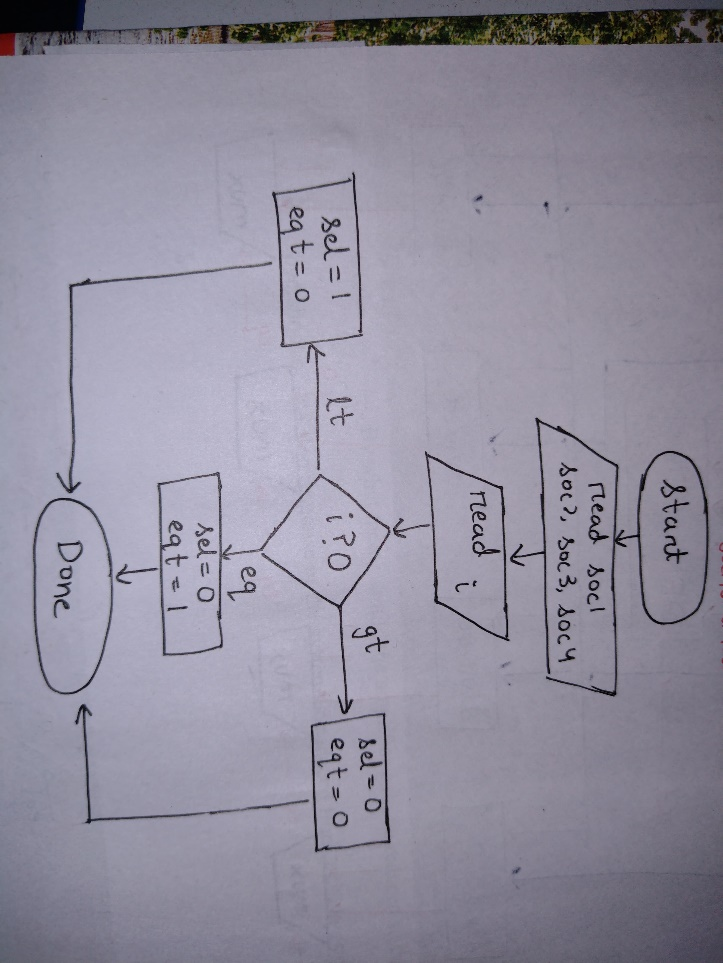 Start
read soc1
soc2, soc3, soc4
read i
i?0
lt
sel=1
eqt=0
eq
sel=0
eqt=1
gt
sel=0
eqt=0
Done